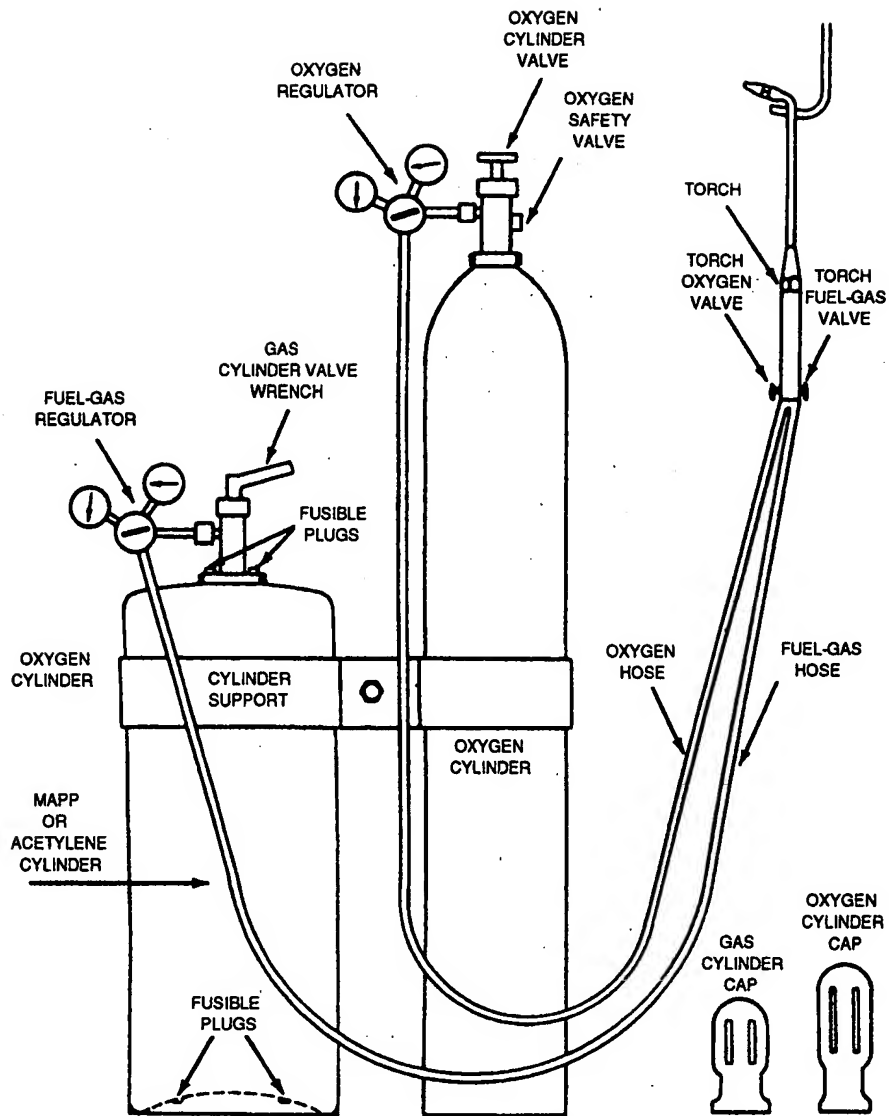 OXYGEN
CYLINDER
VALVE
OXYGEN
REGULATOR
OXYGEN
SAFETY
VALVE
TORCH
TORCH
OXYGEN
VALVE
TORCH
FUEL-GAS
VALVE
GAS
CYLINDER VALVE
WRENCH
FUEL-GAS
REGULATOR
FUSIBLE
PLUGS
OXYGEN
CYLINDER
CYLINDER
SUPPORT
OXYGEN
HOSE
FUEL-GAS
HOSE
OXYGEN
CYLINDER
MAPP
OR
ACETYLENE
CYLINDER
GAS
CYLINDER
CAP
OXYGEN
CYLINDER
CAP
FUSIBLE
PLUGS